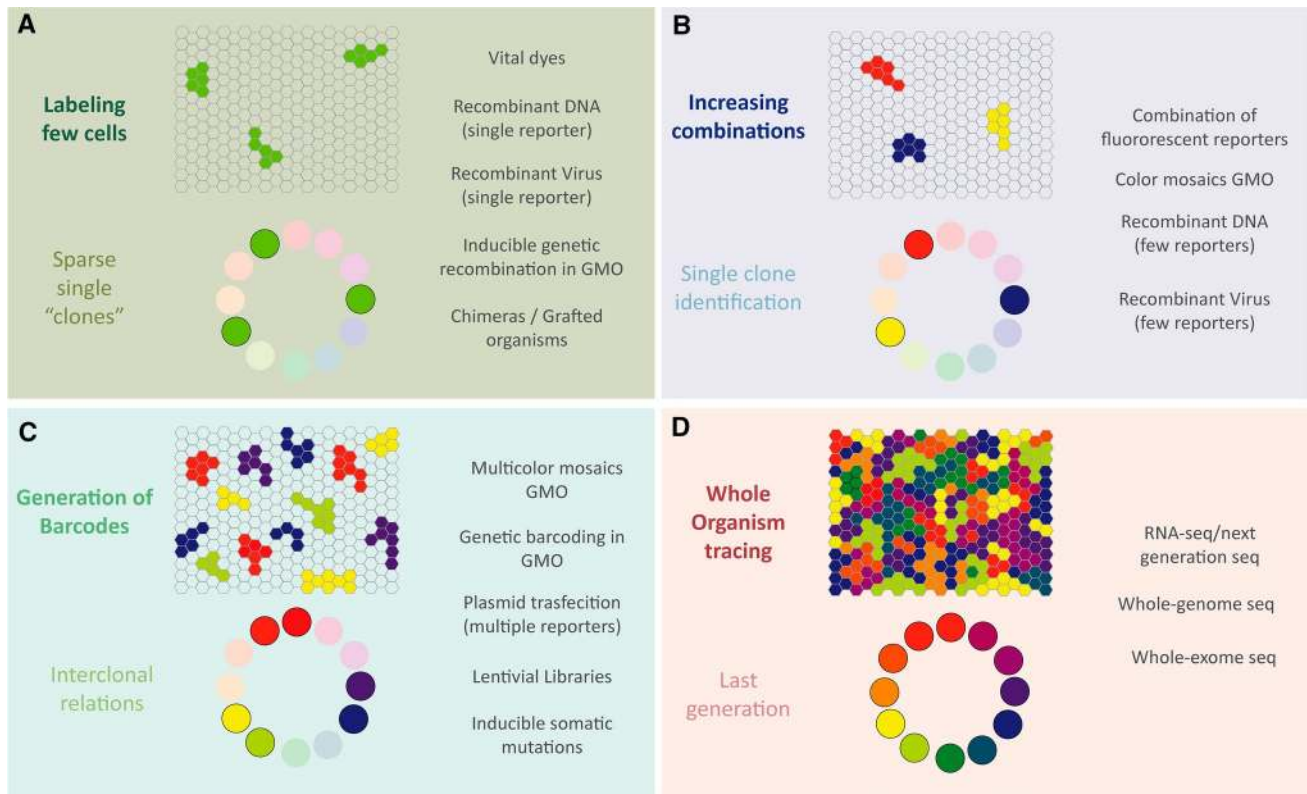 A
Labeling
few cells
Sparse
single
“clones”
Vital dyes
Recombinant DNA
(single reporter)
Recombinant Virus
(single reporter)
Inducible genetic
recombination in GMO
Chimeras / Grafted
organisms
B
Increasing
combinations
Single clone
identification
Combination of
fluororescent reporters
Color mosaics GMO
Recombinant DNA
(few reporters)
Recombinant Virus
(few reporters)
C
Generation of
Barcodes
Interclonal
relations
Multicolor mosaics
GMO
Genetic barcoding in
GMO
Plasmid trasfecition
(multiple reporters)
Lentivial Libraries
Inducible somatic
mutations
D
Whole
Organism
tracing
Last
generation
RNA-seq/next
generation seq
Whole-genome seq
Whole-exome seq